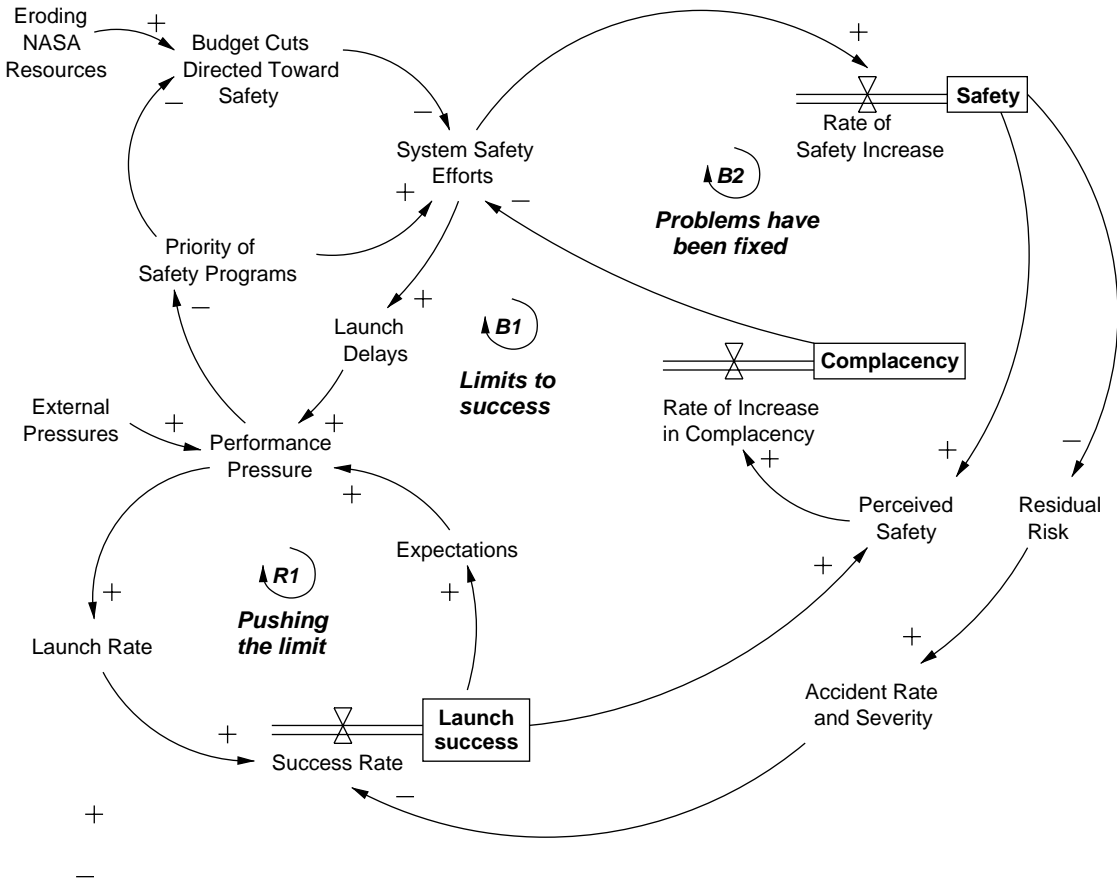 Eroding
NASA
Resources
+
Budget Cuts
Directed Toward
Safety
−
−
+
Safety
Rate of
Safety Increase
System Safety
Efforts
+
−
B2
Problems have
been fixed
Priority of
Safety Programs
−
+
Launch
Delays
B1
Limits to
success
Complacency
Rate of Increase
in Complacency
External
Pressures
+
+
Performance
Pressure
+
+
+
−
Perceived
Safety
Residual
Risk
Expectations
R1
Pushing
the limit
+
+
+
Launch Rate
+
Accident Rate
and Severity
Launch
success
+
Success Rate
−
+
−